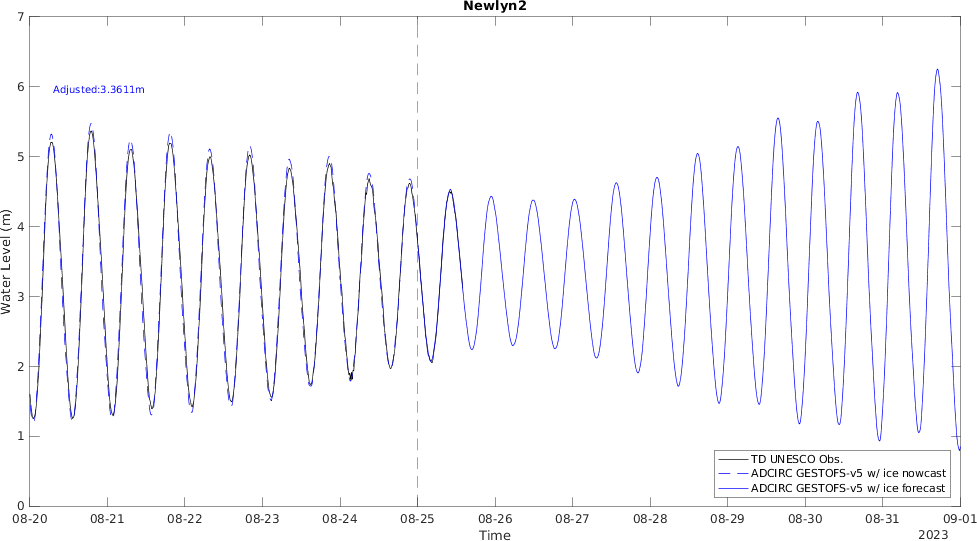 Newlyn2
7
6
5
4
3
2
1
0
Water Level (m)
Adjusted:3.3611m
TD UNESCO Obs.
ADCIRC GESTOFS-v5 w/ ice nowcast
ADCIRC GESTOFS-v5 w/ ice forecast
08-20 08-21 08-22 08-23 08-24 08-25 08-26 08-27 08-28 08-29 08-30 08-31 09-01
Time
2023